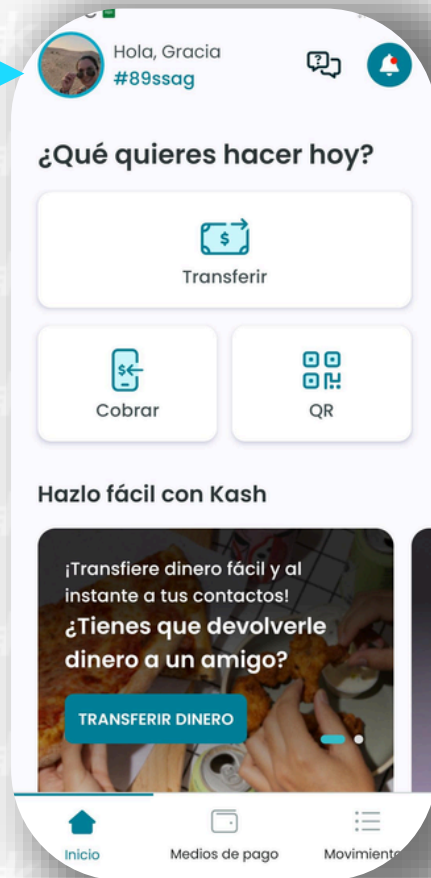 Hola, Gracia
#89ssag
¿Qué quieres hacer hoy?
Transferir
Cobrar
QR
Hazlo fácil con Kash
¡Transfiere dinero fácil y al
instante a tus contactos!
¿Tienes que devolverle
dinero a un amigo?
TRANSFERIR DINERO
Inicio
Medios de pago
Movimiento